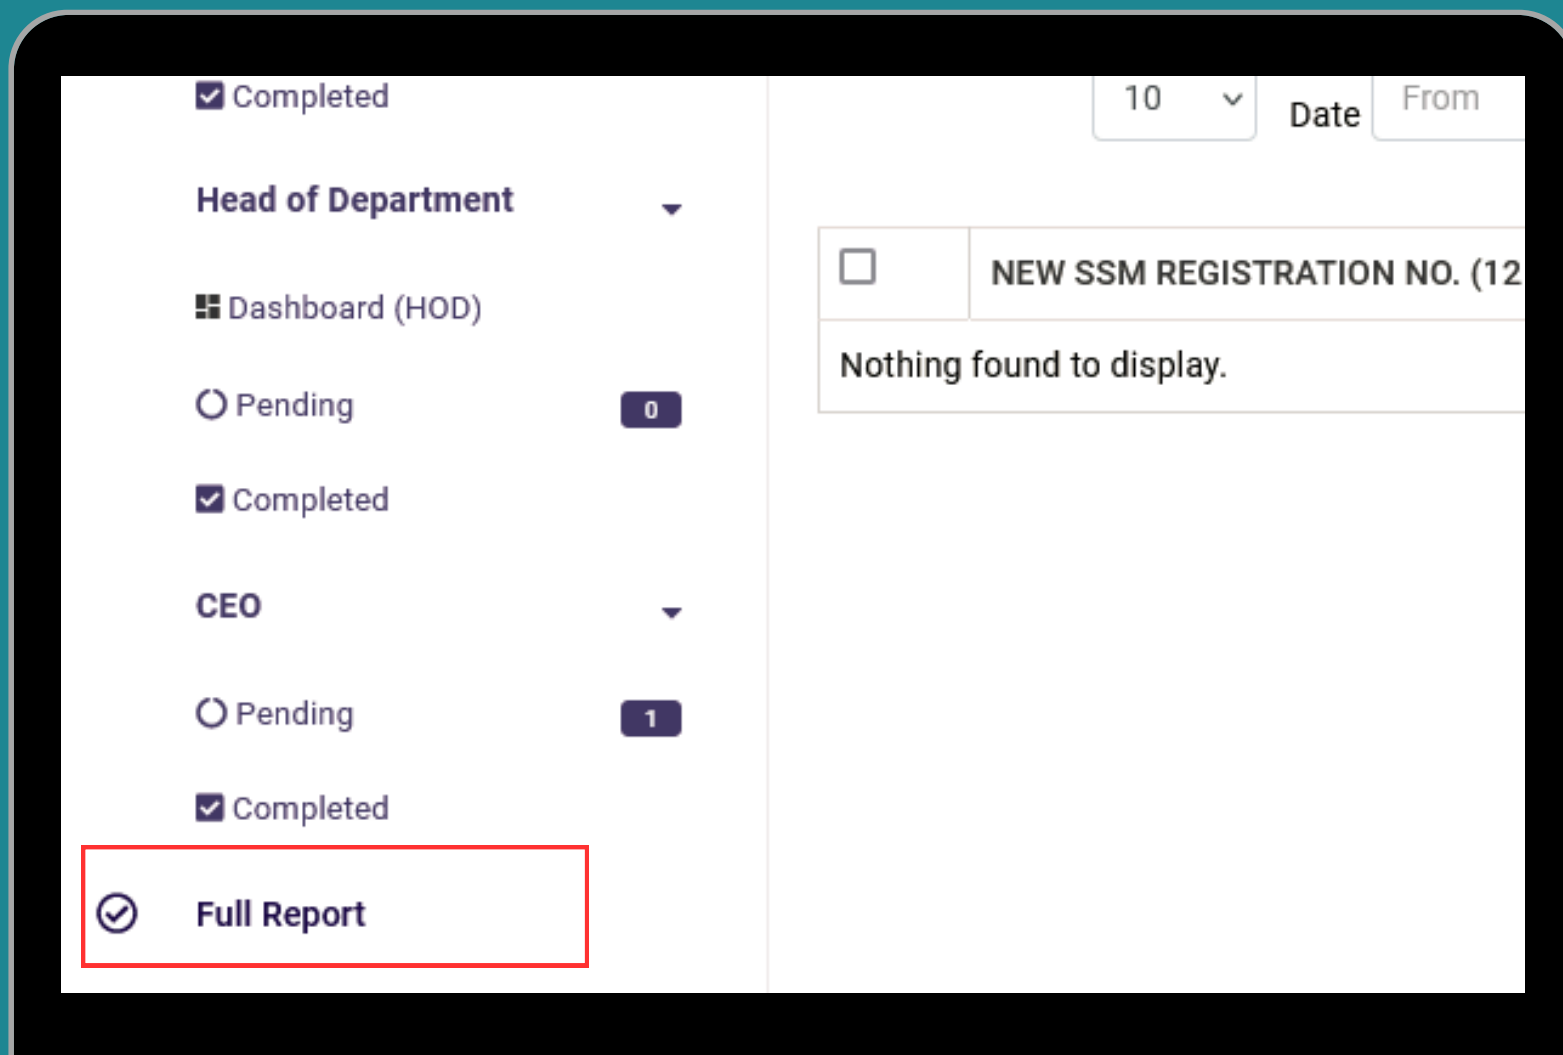 Completed
Head of Department
Dashboard (HOD)
Pending 0
Completed
CEO
Pending 1
Completed
Full Report
10 Date From
NEW SSM REGISTRATION NO. (12
Nothing found to display.